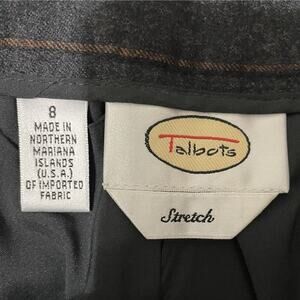 8
MADE IN
NORTHERN
MARIANA
ISLANDS
(U.S.A.)
OF IMPORTED
FABRIC
Talbots
Stretch